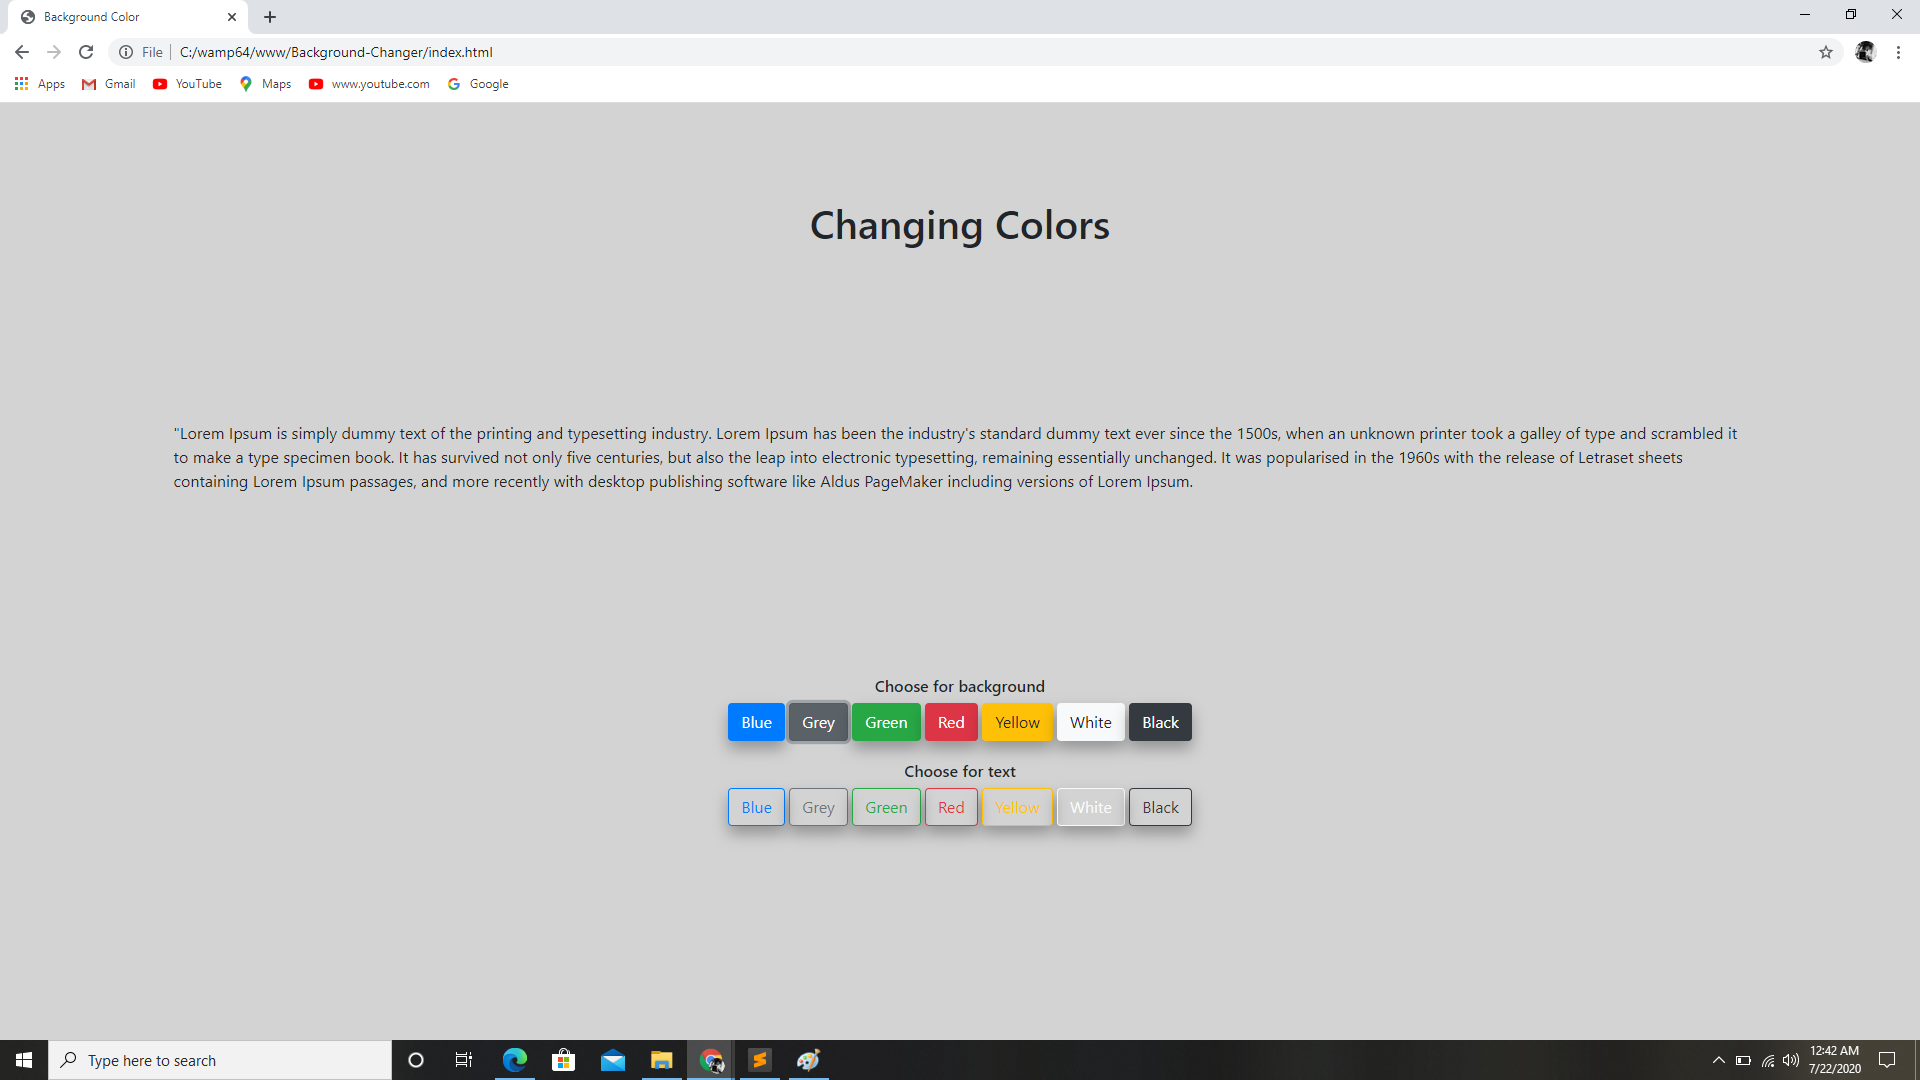 Background Color
File
C:/wamp64/www/Background-Changer/index.html
Apps
Gmail
YouTube
Maps
www.youtube.com
Google
Changing Colors
"Lorem Ipsum is simply dummy text of the printing and typesetting industry. Lorem Ipsum has been the industry's standard dummy text ever since the 1500s, when an unknown printer took a galley of type and scrambled it
to make a type specimen book. It has survived not only five centuries, but also the leap into electronic typesetting, remaining essentially unchanged. It was popularised in the 1960s with the release of Letraset sheets
containing Lorem Ipsum passages, and more recently with desktop publishing software like Aldus PageMaker including versions of Lorem Ipsum.
Choose for background
Blue Grey Green Red Yellow White Black
Choose for text
Blue Grey Green Red Yellow White Black
Type here to search
12:42 AM
7/22/2020